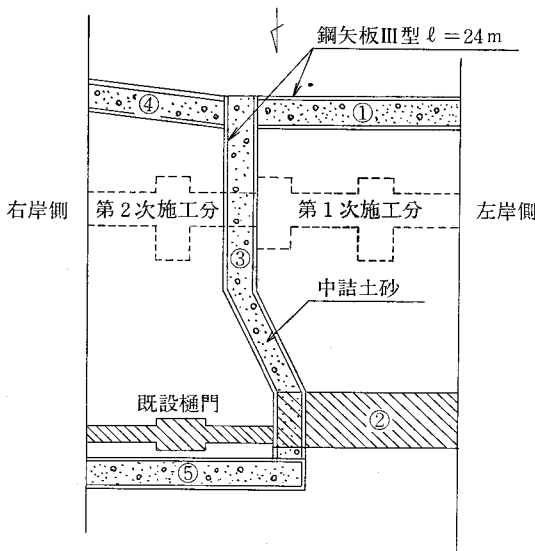 鋼矢板III型 ℓ=24m
④
①
右岸側
第2次施工分
第1次施工分
左岸側
③
中詰土砂
既設樋門
②
⑤